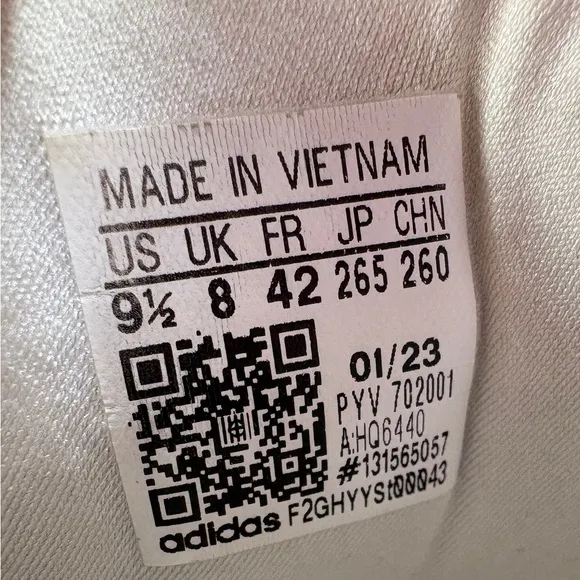 MADE IN VIETNAM
US UK FR JP CHN
9½ 8 42 265 260
01/23
PYV 702001
A:HQ6440
#131565057
adidas F2GHYYSt00043